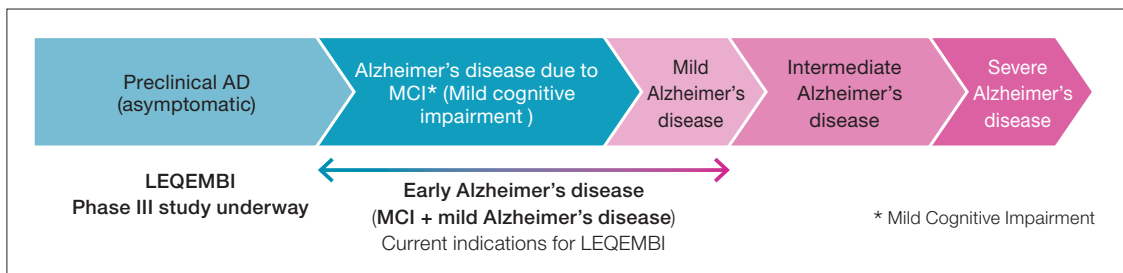 Preclinical AD
(asymptomatic)
Alzheimer's disease due to
MCI* (Mild cognitive
impairment )
Mild
Alzheimer's
disease
Intermediate
Alzheimer's
disease
Severe
Alzheimer's
disease
LEQEMBI
Phase III study underway
Early Alzheimer's disease
(MCI + mild Alzheimer's disease)
Current indications for LEQEMBI
* Mild Cognitive Impairment